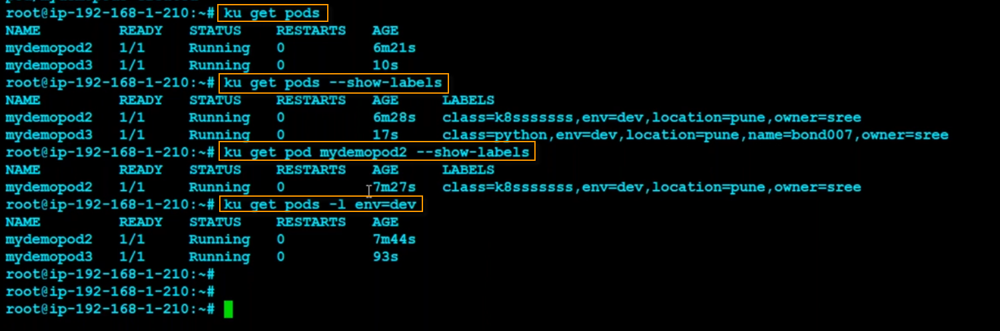 root@ip-192-168-1-210:~# ku get pods
NAME READY STATUS RESTARTS AGE
mydemopod2 1/1 Running 0 6m21s
mydemopod3 1/1 Running 0 10s
root@ip-192-168-1-210:~# ku get pods --show-labels
NAME READY STATUS RESTARTS AGE LABELS
mydemopod2 1/1 Running 0 6m28s class=k8sssssss,env=dev,location=pune,owner=sree
mydemopod3 1/1 Running 0 17s class=python,env=dev,location=pune,name=bond007,owner=sree
root@ip-192-168-1-210:~# ku get pod mydemopod2 --show-labels
NAME READY STATUS RESTARTS AGE LABELS
mydemopod2 1/1 Running 0 7m27s class=k8sssssss,env=dev,location=pune,owner=sree
root@ip-192-168-1-210:~# ku get pods -l env=dev
NAME READY STATUS RESTARTS AGE
mydemopod2 1/1 Running 0 7m44s
mydemopod3 1/1 Running 0 93s
root@ip-192-168-1-210:~#
root@ip-192-168-1-210:~#
root@ip-192-168-1-210:~#